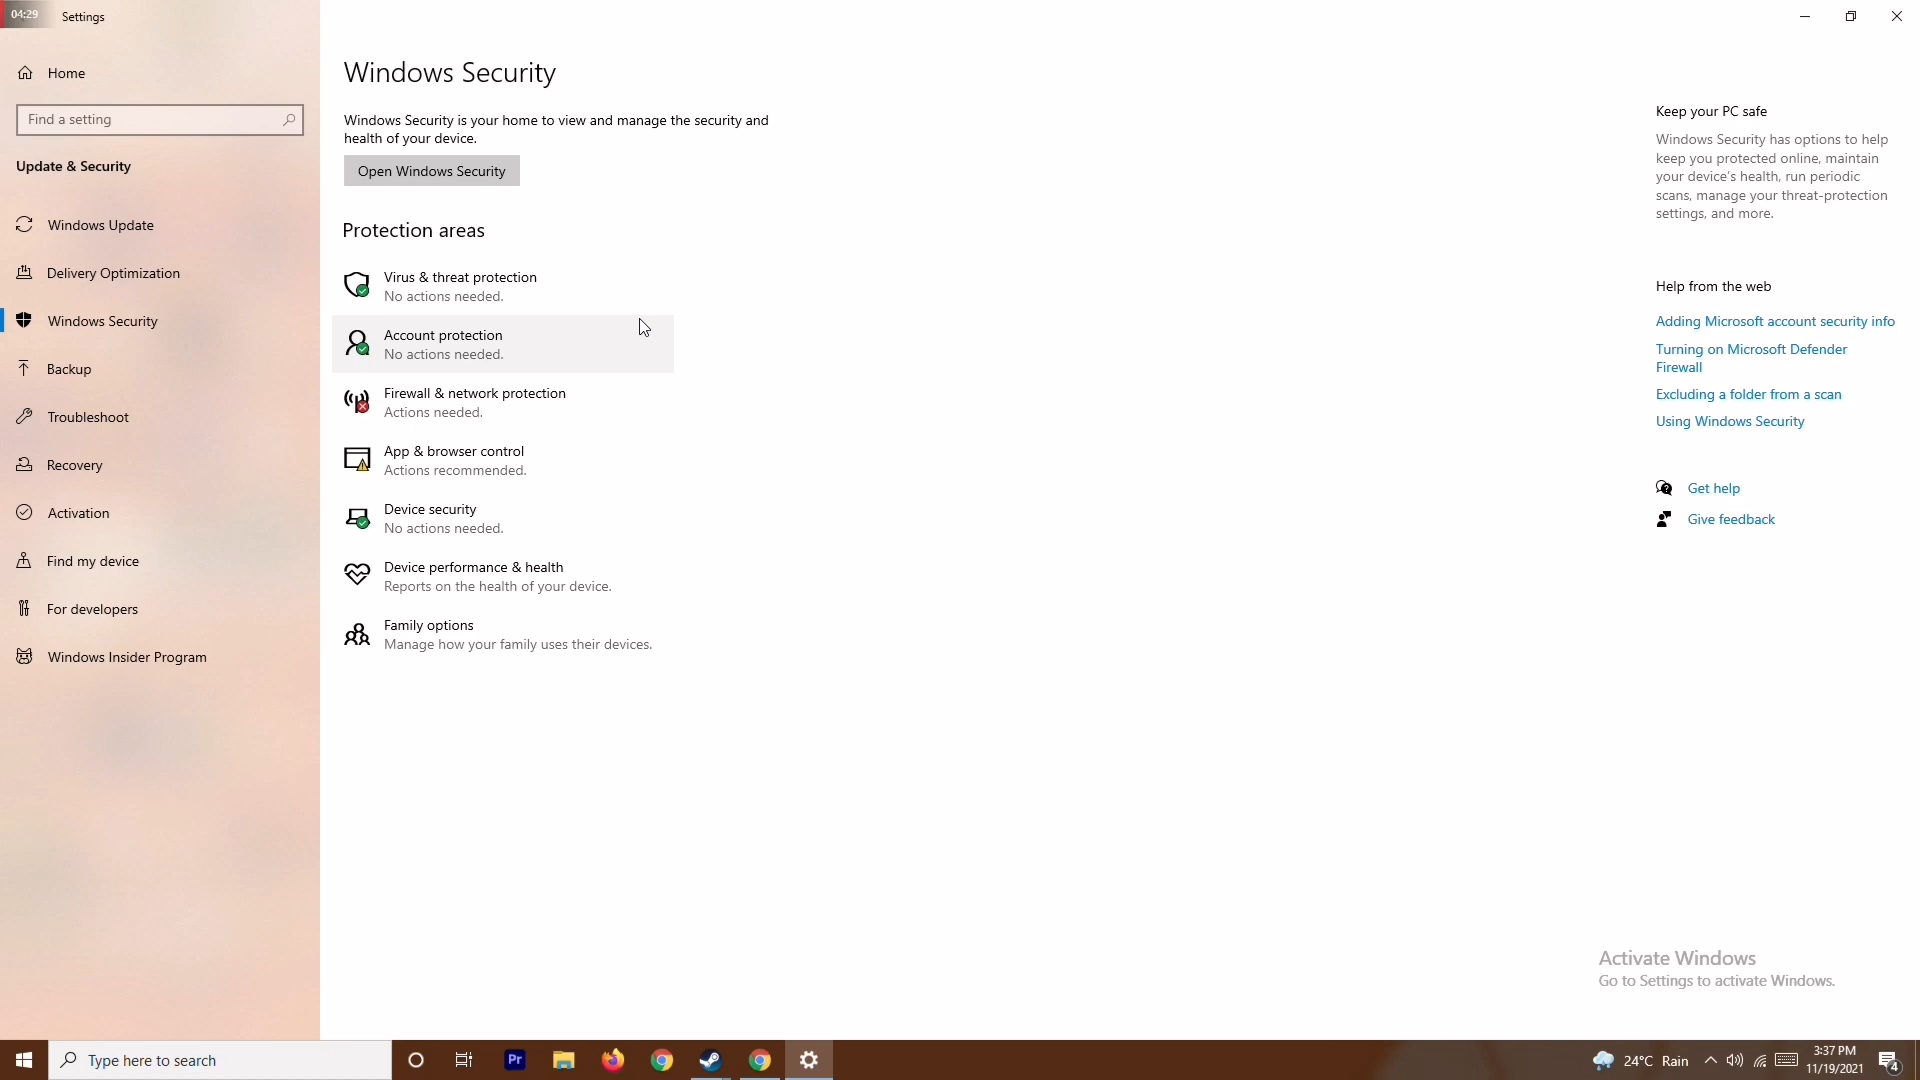 04:29
Settings
Home
Find a setting
Update & Security
Windows Update
Delivery Optimization
Windows Security
Backup
Troubleshoot
Recovery
Activation
Find my device
For developers
Windows Insider Program
Windows Security
Windows Security is your home to view and manage the security and
health of your device.
Open Windows Security
Protection areas
Virus & threat protection
No actions needed.
Account protection
No actions needed.
Firewall & network protection
Actions needed.
App & browser control
Actions recommended.
Device security
No actions needed.
Device performance & health
Reports on the health of your device.
Family options
Manage how your family uses their devices.
Keep your PC safe
Windows Security has options to help
keep you protected online, maintain
your device's health, run periodic
scans, manage your threat-protection
settings, and more.
Help from the web
Adding Microsoft account security info
Turning on Microsoft Defender
Firewall
Excluding a folder from a scan
Using Windows Security
Get help
Give feedback
Activate Windows
Go to Settings to activate Windows.
Type here to search
Pr
24°C Rain
3:37 PM
11/19/2021
4